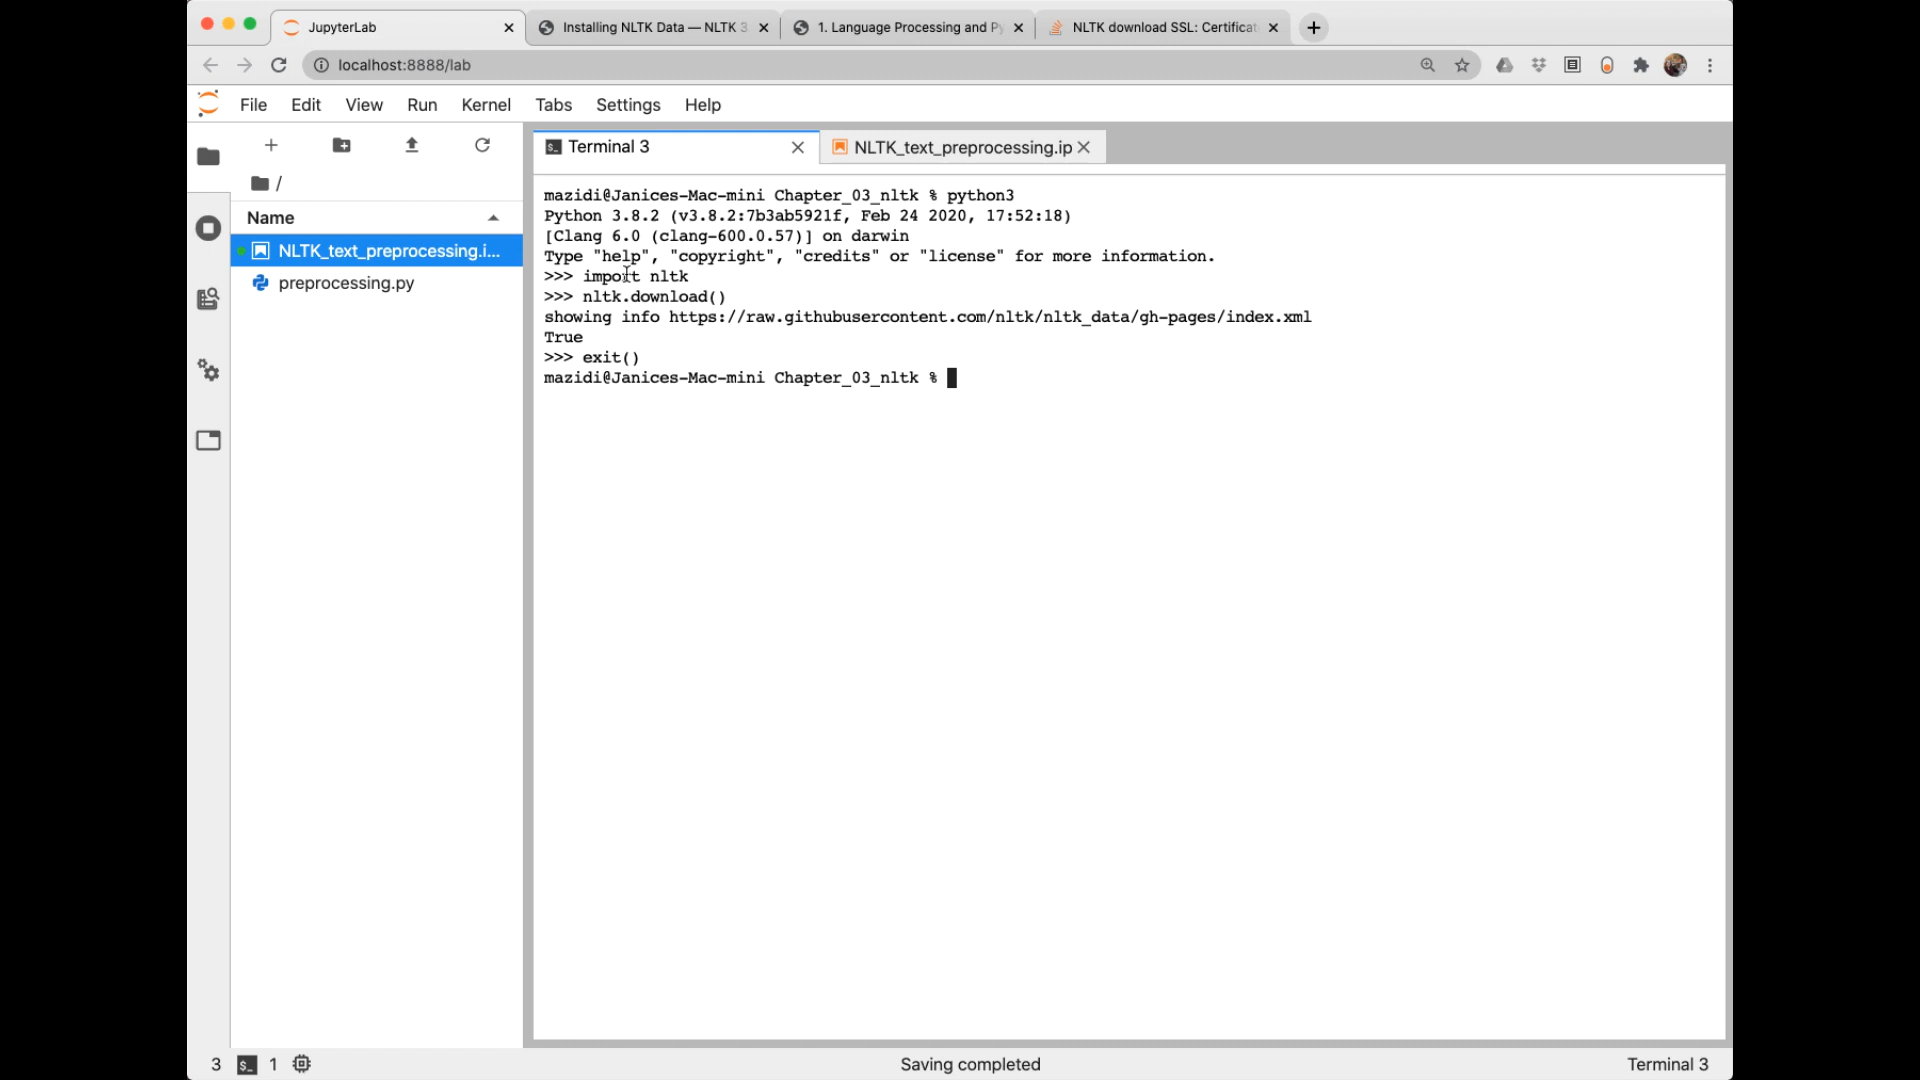 JupyterLab
Installing NLTK Data — NLTK 3
1. Language Processing and Py
NLTK download SSL: Certificat
localhost:8888/lab
File Edit View Run Kernel Tabs Settings Help
/
Name
NLTK_text_preprocessing.i...
preprocessing.py
Terminal 3
NLTK_text_preprocessing.ip
mazidi@Janices-Mac-mini Chapter_03_nltk % python3
Python 3.8.2 (v3.8.2:7b3ab5921f, Feb 24 2020, 17:52:18)
[Clang 6.0 (clang-600.0.57)] on darwin
Type "help", "copyright", "credits" or "license" for more information.
>>> import nltk
>>> nltk.download()
showing info https://raw.githubusercontent.com/nltk/nltk_data/gh-pages/index.xml
True
>>> exit()
mazidi@Janices-Mac-mini Chapter_03_nltk %
3 $_ 1
Saving completed
Terminal 3